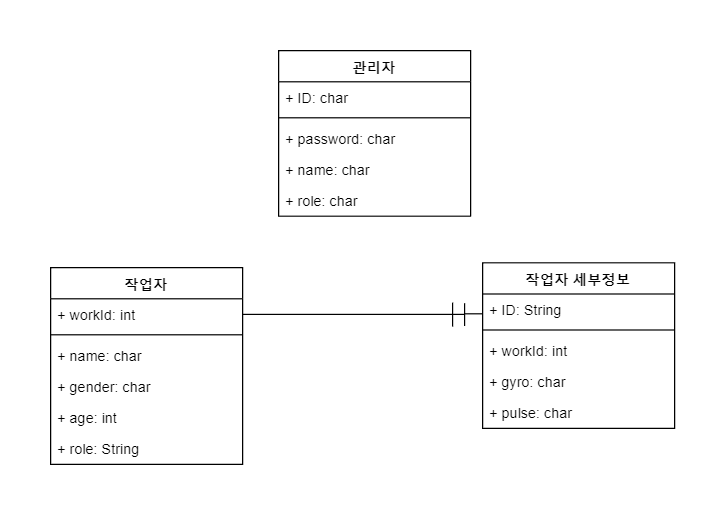 관리자
+ ID: char
+ password: char
+ name: char
+ role: char
작업자
+ workId: int
+ name: char
+ gender: char
+ age: int
+ role: String
작업자 세부정보
+ ID: String
+ workId: int
+ gyro: char
+ pulse: char